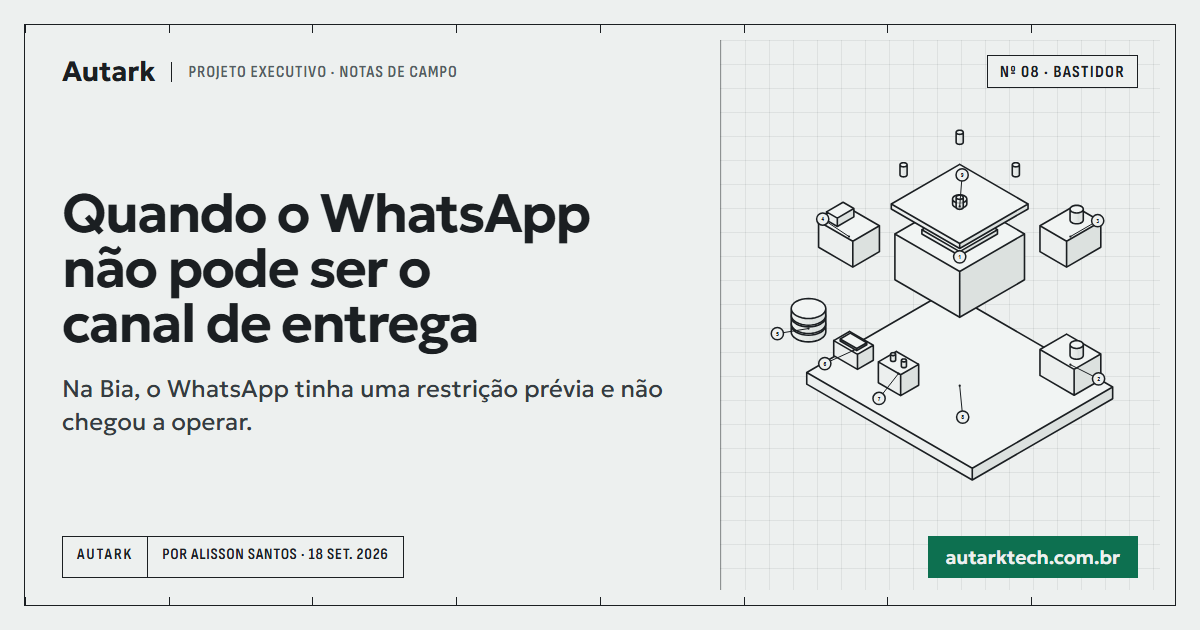 Autark
PROJETO EXECUTIVO · NOTAS DE CAMPO
Nº 08 · BASTIDOR
Quando o WhatsApp
não pode ser o
canal de entrega
Na Bia, o WhatsApp tinha uma restrição prévia e não
chegou a operar.
AUTARK
POR ALISSON SANTOS · 18 SET. 2026
autarktech.com.br